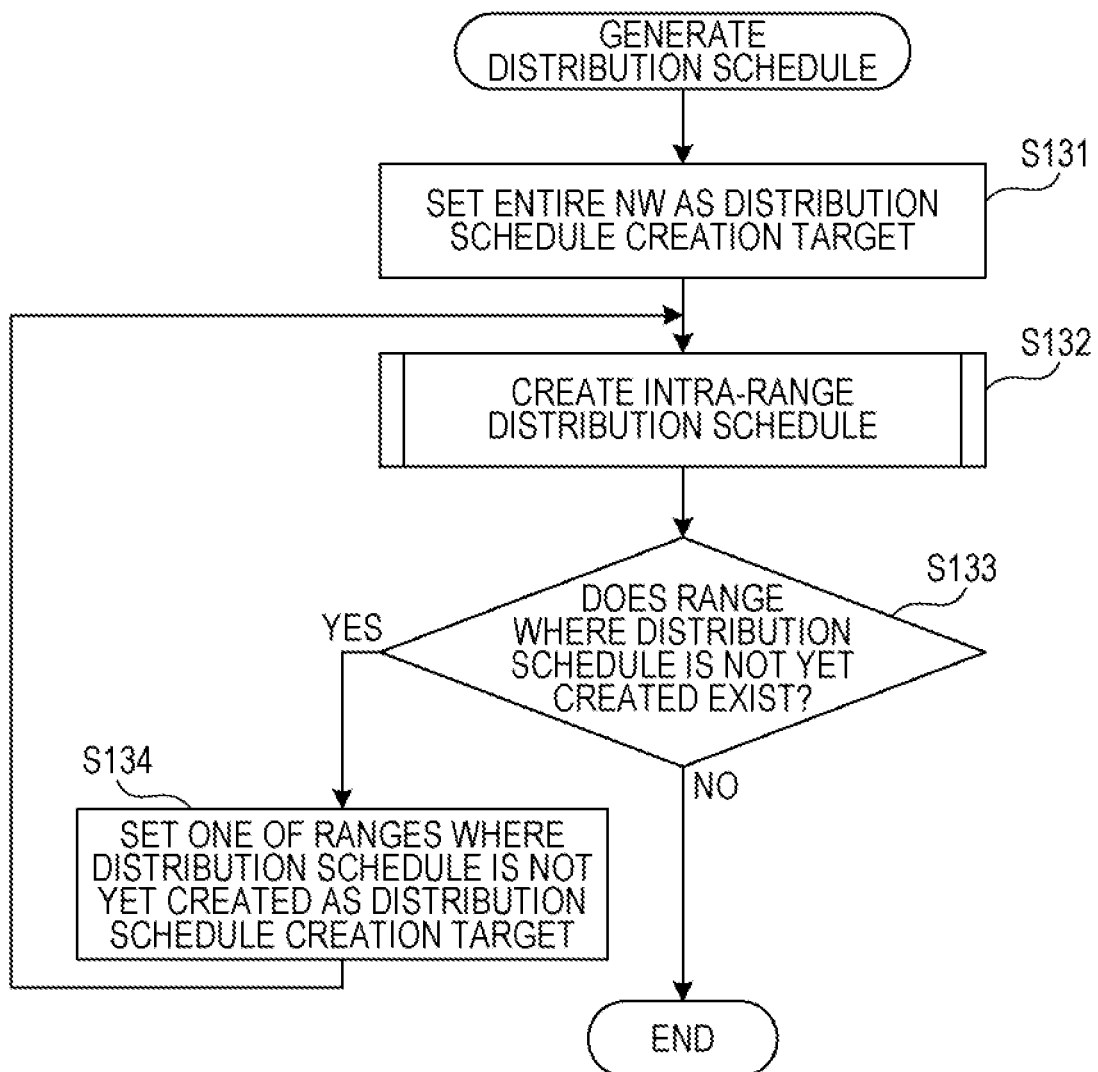 GENERATE
DISTRIBUTION SCHEDULE
S131
SET ENTIRE NW AS DISTRIBUTION
SCHEDULE CREATION TARGET
S132
CREATE INTRA-RANGE
DISTRIBUTION SCHEDULE
S133
DOES RANGE
WHERE DISTRIBUTION
SCHEDULE IS NOT YET
CREATED EXIST?
YES
NO
S134
SET ONE OF RANGES WHERE
DISTRIBUTION SCHEDULE IS NOT
YET CREATED AS DISTRIBUTION
SCHEDULE CREATION TARGET
END